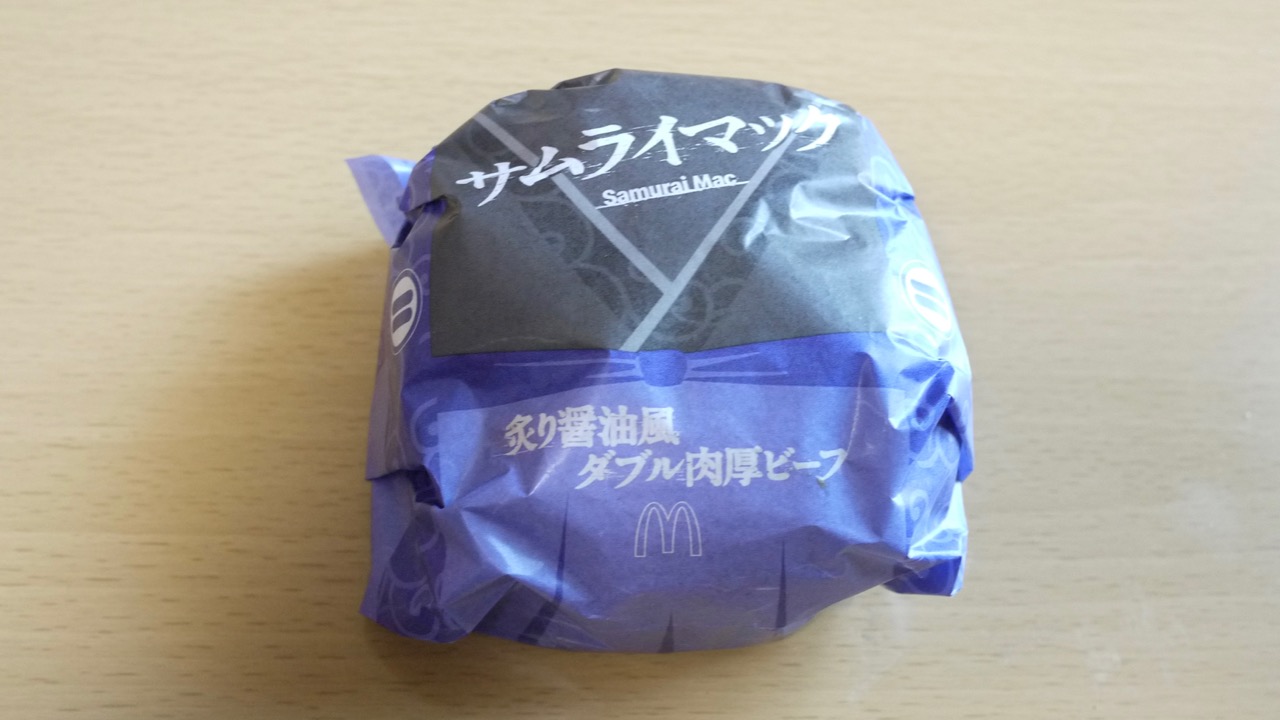 サムライマック
Samurai Mac
炙り醤油風
ダブル肉厚ビーフ